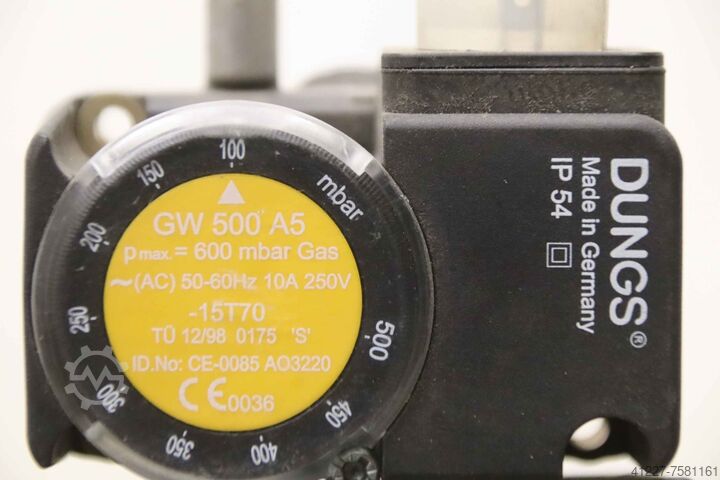 100
150
200
250
300
350
400
450
500
mbar
GW 500 A5
pmax.= 600 mbar Gas
~(AC) 50-60Hz 10A 250V
-15T70
TÜ 12/98 0175 'S'
ID.No: CE-0085 AO3220
CE0036
DUNGS®
Made in Germany
IP 54
41227-7581161